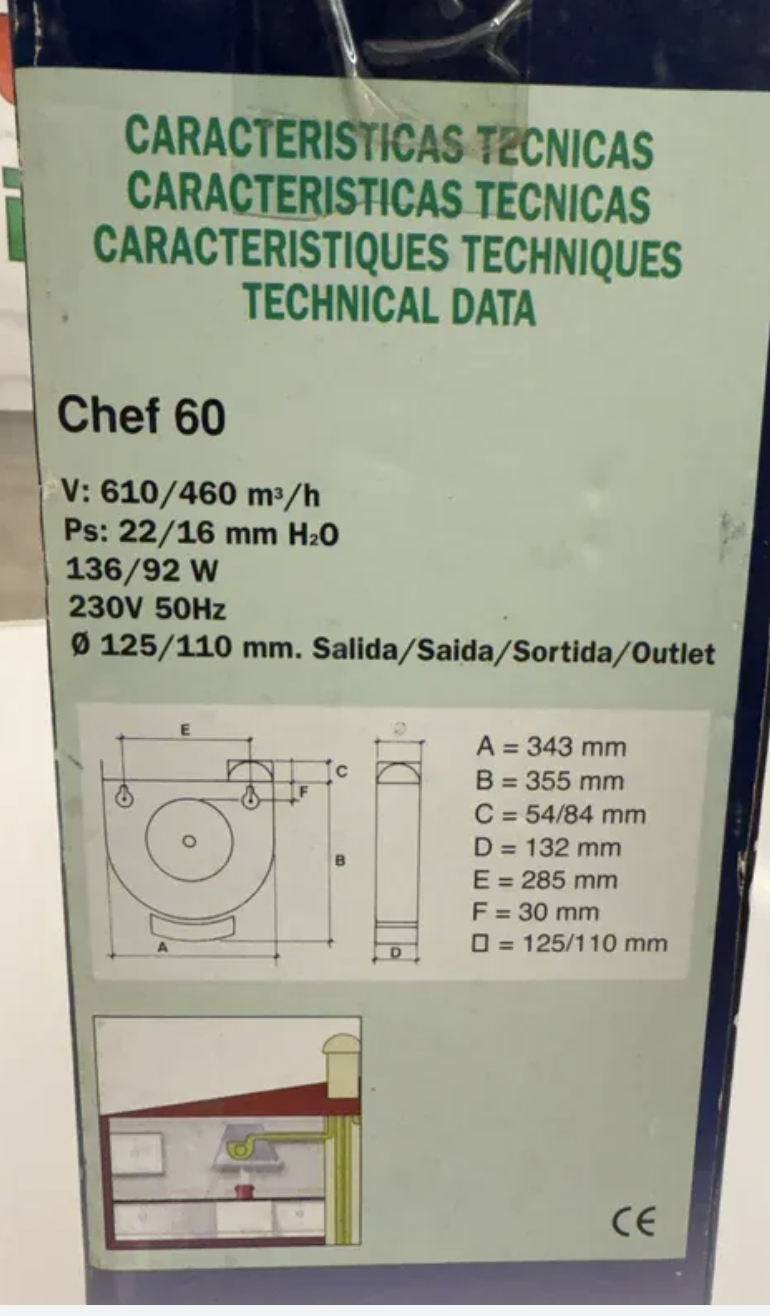 CARACTERISTICAS TECNICAS
CARACTERISTICAS TECNICAS
CARACTERISTIQUES TECHNIQUES
TECHNICAL DATA
Chef 60
V: 610/460 m³/h
Ps: 22/16 mm H₂O
136/92 W
230V 50Hz
Ø 125/110 mm. Salida/Saida/Sortida/Outlet
E
C
F
B
A
Ø
D
A = 343 mm
B = 355 mm
C = 54/84 mm
D = 132 mm
E = 285 mm
F = 30 mm
□ = 125/110 mm
CE